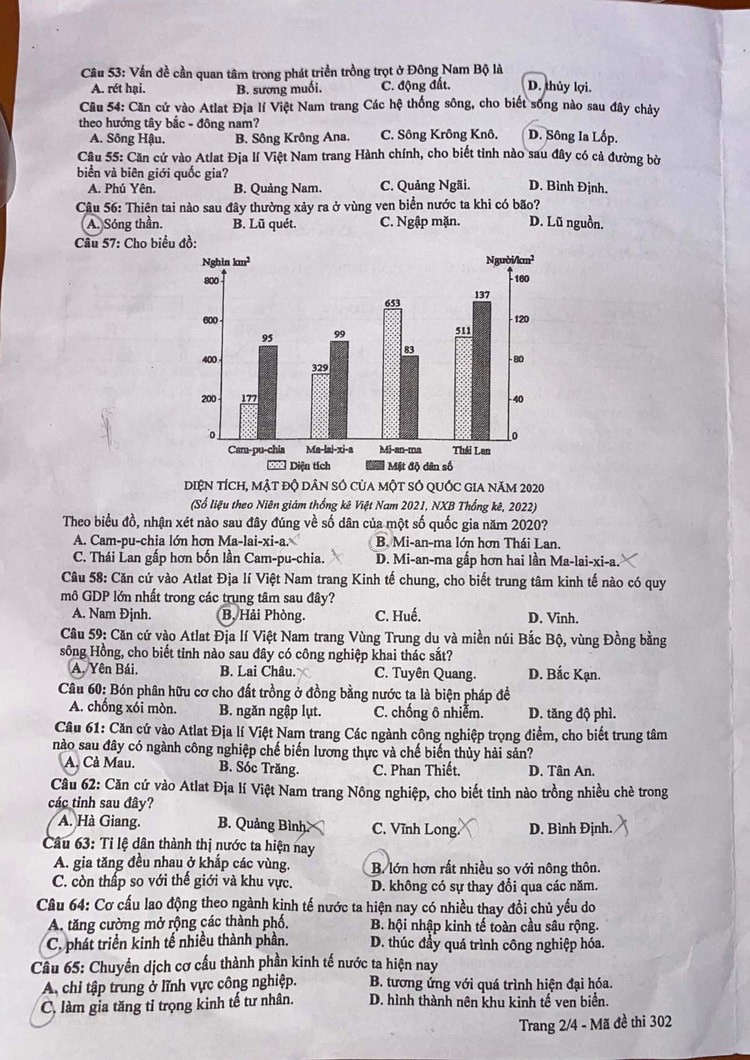 Câu 53: Vấn đề cần quan tâm trong phát triển trồng trọt ở Đông Nam Bộ là
A. rét hại. B. sương muối. C. động đất. D. thủy lợi.
Câu 54: Căn cứ vào Atlat Địa lí Việt Nam trang Các hệ thống sông, cho biết sông nào sau đây chảy
theo hướng tây bắc - đông nam?
A. Sông Hậu. B. Sông Krông Ana. C. Sông Krông Knô. D. Sông Ia Lốp.
Câu 55: Căn cứ vào Atlat Địa lí Việt Nam trang Hành chính, cho biết tỉnh nào sau đây có cả đường bờ
biển và biên giới quốc gia?
A. Phú Yên. B. Quảng Nam. C. Quảng Ngãi. D. Bình Định.
Câu 56: Thiên tai nào sau đây thường xảy ra ở vùng ven biển nước ta khi có bão?
A. Sóng thần. B. Lũ quét. C. Ngập mặn. D. Lũ nguồn.
Câu 57: Cho biểu đồ:
Nghìn km² Người/km²
800 160
137
653
600 120
511
95 99
83
400 80
329
200 177 40
0 0
Cam-pu-chia Ma-lai-xi-a Mi-an-ma Thái Lan
Diện tích Mật độ dân số
DIỆN TÍCH, MẬT ĐỘ DÂN SỐ CỦA MỘT SỐ QUỐC GIA NĂM 2020
(Số liệu theo Niên giám thống kê Việt Nam 2021, NXB Thống kê, 2022)
Theo biểu đồ, nhận xét nào sau đây đúng về số dân của một số quốc gia năm 2020?
A. Cam-pu-chia lớn hơn Ma-lai-xi-a. B. Mi-an-ma lớn hơn Thái Lan.
C. Thái Lan gấp hơn bốn lần Cam-pu-chia. D. Mi-an-ma gấp hơn hai lần Ma-lai-xi-a.
Câu 58: Căn cứ vào Atlat Địa lí Việt Nam trang Kinh tế chung, cho biết trung tâm kinh tế nào có quy
mô GDP lớn nhất trong các trung tâm sau đây?
A. Nam Định. B. Hải Phòng. C. Huế. D. Vinh.
Câu 59: Căn cứ vào Atlat Địa lí Việt Nam trang Vùng Trung du và miền núi Bắc Bộ, vùng Đồng bằng
sông Hồng, cho biết tỉnh nào sau đây có công nghiệp khai thác sắt?
A. Yên Bái. B. Lai Châu. C. Tuyên Quang. D. Bắc Kạn.
Câu 60: Bón phân hữu cơ cho đất trồng ở đồng bằng nước ta là biện pháp để
A. chống xói mòn. B. ngăn ngập lụt. C. chống ô nhiễm. D. tăng độ phì.
Câu 61: Căn cứ vào Atlat Địa lí Việt Nam trang Các ngành công nghiệp trọng điểm, cho biết trung tâm
nào sau đây có ngành công nghiệp chế biến lương thực và chế biến thủy hải sản?
A. Cà Mau. B. Sóc Trăng. C. Phan Thiết. D. Tân An.
Câu 62: Căn cứ vào Atlat Địa lí Việt Nam trang Nông nghiệp, cho biết tỉnh nào trồng nhiều chè trong
các tỉnh sau đây?
A. Hà Giang. B. Quảng Bình. C. Vĩnh Long. D. Bình Định.
Câu 63: Tỉ lệ dân thành thị nước ta hiện nay
A. gia tăng đều nhau ở khắp các vùng. B. lớn hơn rất nhiều so với nông thôn.
C. còn thấp so với thế giới và khu vực. D. không có sự thay đổi qua các năm.
Câu 64: Cơ cấu lao động theo ngành kinh tế nước ta hiện nay có nhiều thay đổi chủ yếu do
A. tăng cường mở rộng các thành phố. B. hội nhập kinh tế toàn cầu sâu rộng.
C. phát triển kinh tế nhiều thành phần. D. thúc đẩy quá trình công nghiệp hóa.
Câu 65: Chuyển dịch cơ cấu thành phần kinh tế nước ta hiện nay
A. chỉ tập trung ở lĩnh vực công nghiệp. B. tương ứng với quá trình hiện đại hóa.
C. làm gia tăng tỉ trọng kinh tế tư nhân. D. hình thành nên khu kinh tế ven biển.
Trang 2/4 - Mã đề thi 302